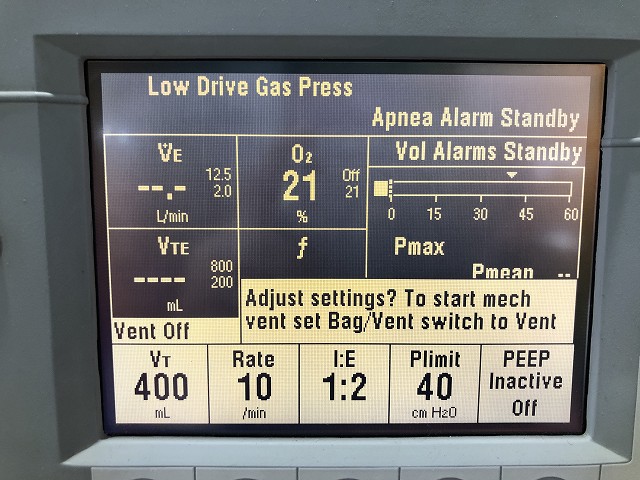 Low Drive Gas Press
Apnea Alarm Standby
V̇E
12.5
--.-
2.0
L/min
O2
Off
21
21
%
Vol Alarms Standby
0 15 30 45 60
VTE
800
----
200
mL
f
Pmax
Pmean --
Adjust settings? To start mech
vent set Bag/Vent switch to Vent
Vent Off
VT
400
mL
Rate
10
/min
I:E
1:2
Plimit
40
cm H2O
PEEP
Inactive
Off